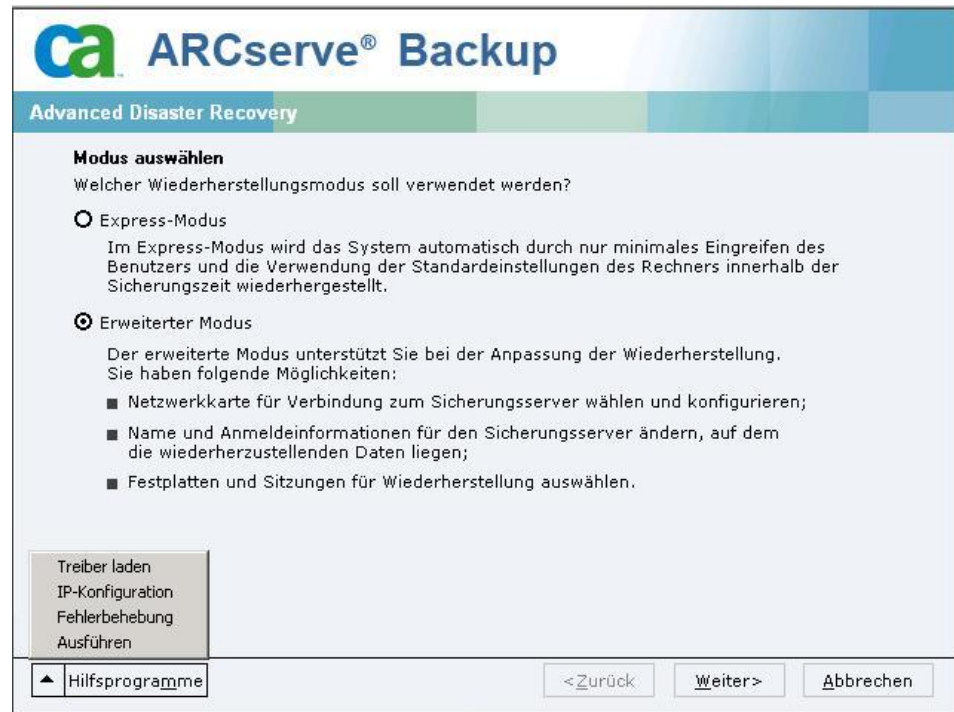 ca ARCserve® Backup
Advanced Disaster Recovery
Modus auswählen
Welcher Wiederherstellungsmodus soll verwendet werden?
Express-Modus
Im Express-Modus wird das System automatisch durch nur minimales Eingreifen des
Benutzers und die Verwendung der Standardeinstellungen des Rechners innerhalb der
Sicherungszeit wiederhergestellt.
Erweiterter Modus
Der erweiterte Modus unterstützt Sie bei der Anpassung der Wiederherstellung.
Sie haben folgende Möglichkeiten:
■ Netzwerkkarte für Verbindung zum Sicherungsserver wählen und konfigurieren;
■ Name und Anmeldeinformationen für den Sicherungsserver ändern, auf dem
die wiederherzustellenden Daten liegen;
■ Festplatten und Sitzungen für Wiederherstellung auswählen.
Treiber laden
IP-Konfiguration
Fehlerbehebung
Ausführen
Hilfsprogramme
<Zurück
Weiter>
Abbrechen